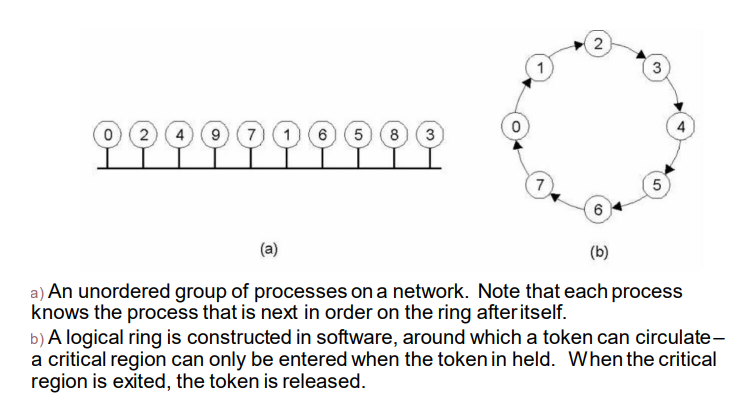 0 2 4 9 7 1 6 5 8 3
(a)
2
1
3
0
4
7
5
6
(b)
a) An unordered group of processes on a network. Note that each process
knows the process that is next in order on the ring after itself.
b) A logical ring is constructed in software, around which a token can circulate –
a critical region can only be entered when the token in held. When the critical
region is exited, the token is released.